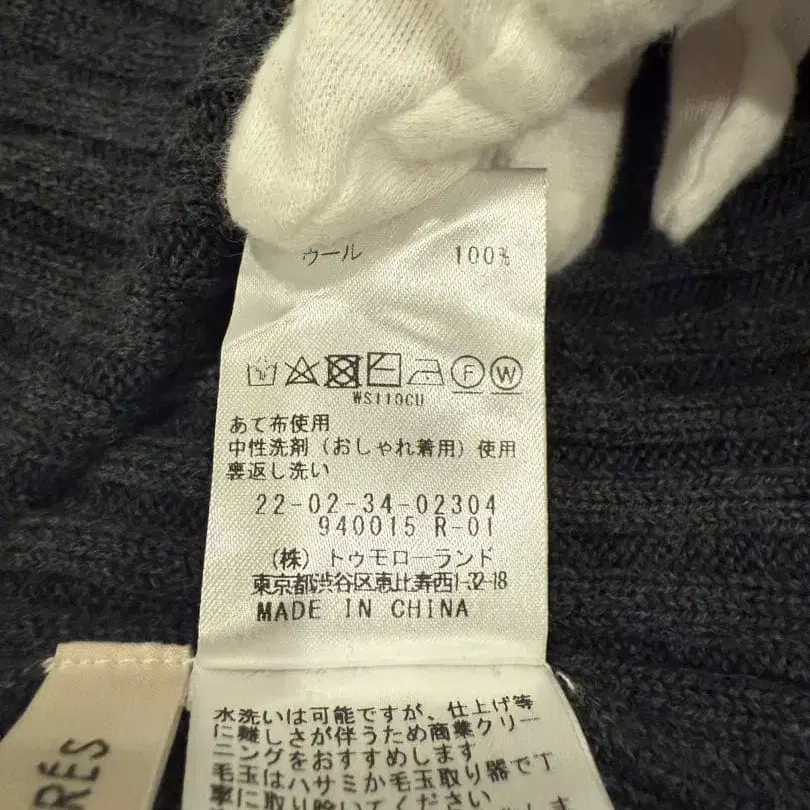 ウール 100%
F W
WS110CU
あて布使用
中性洗剤（おしゃれ着用）使用
裏返し洗い
22-02-34-02304
940015 R-01
（株）トゥモローランド
東京都渋谷区恵比寿西1-32-18
MADE IN CHINA
水洗いは可能ですが、仕上げ等
に難しさが伴うため商業クリー
ニングをおすすめします
毛玉はハサミか毛玉取り器で丁
寧に取り除いてください
RES